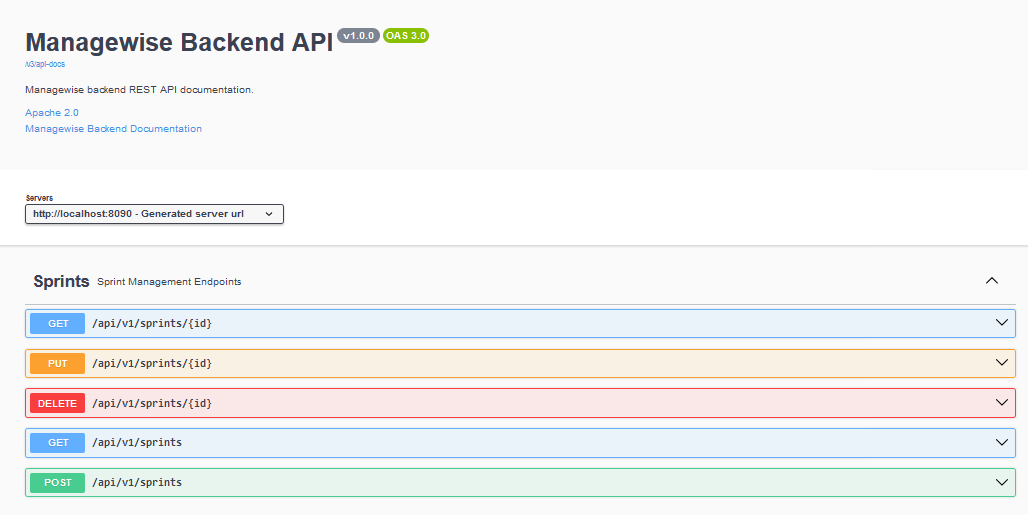 Managewise Backend API v1.0.0 OAS 3.0
/v3/api-docs
Managewise backend REST API documentation.
Apache 2.0
Managewise Backend Documentation
Servers
http://localhost:8090 - Generated server url
Sprints Sprint Management Endpoints
GET /api/v1/sprints/{id}
PUT /api/v1/sprints/{id}
DELETE /api/v1/sprints/{id}
GET /api/v1/sprints
POST /api/v1/sprints